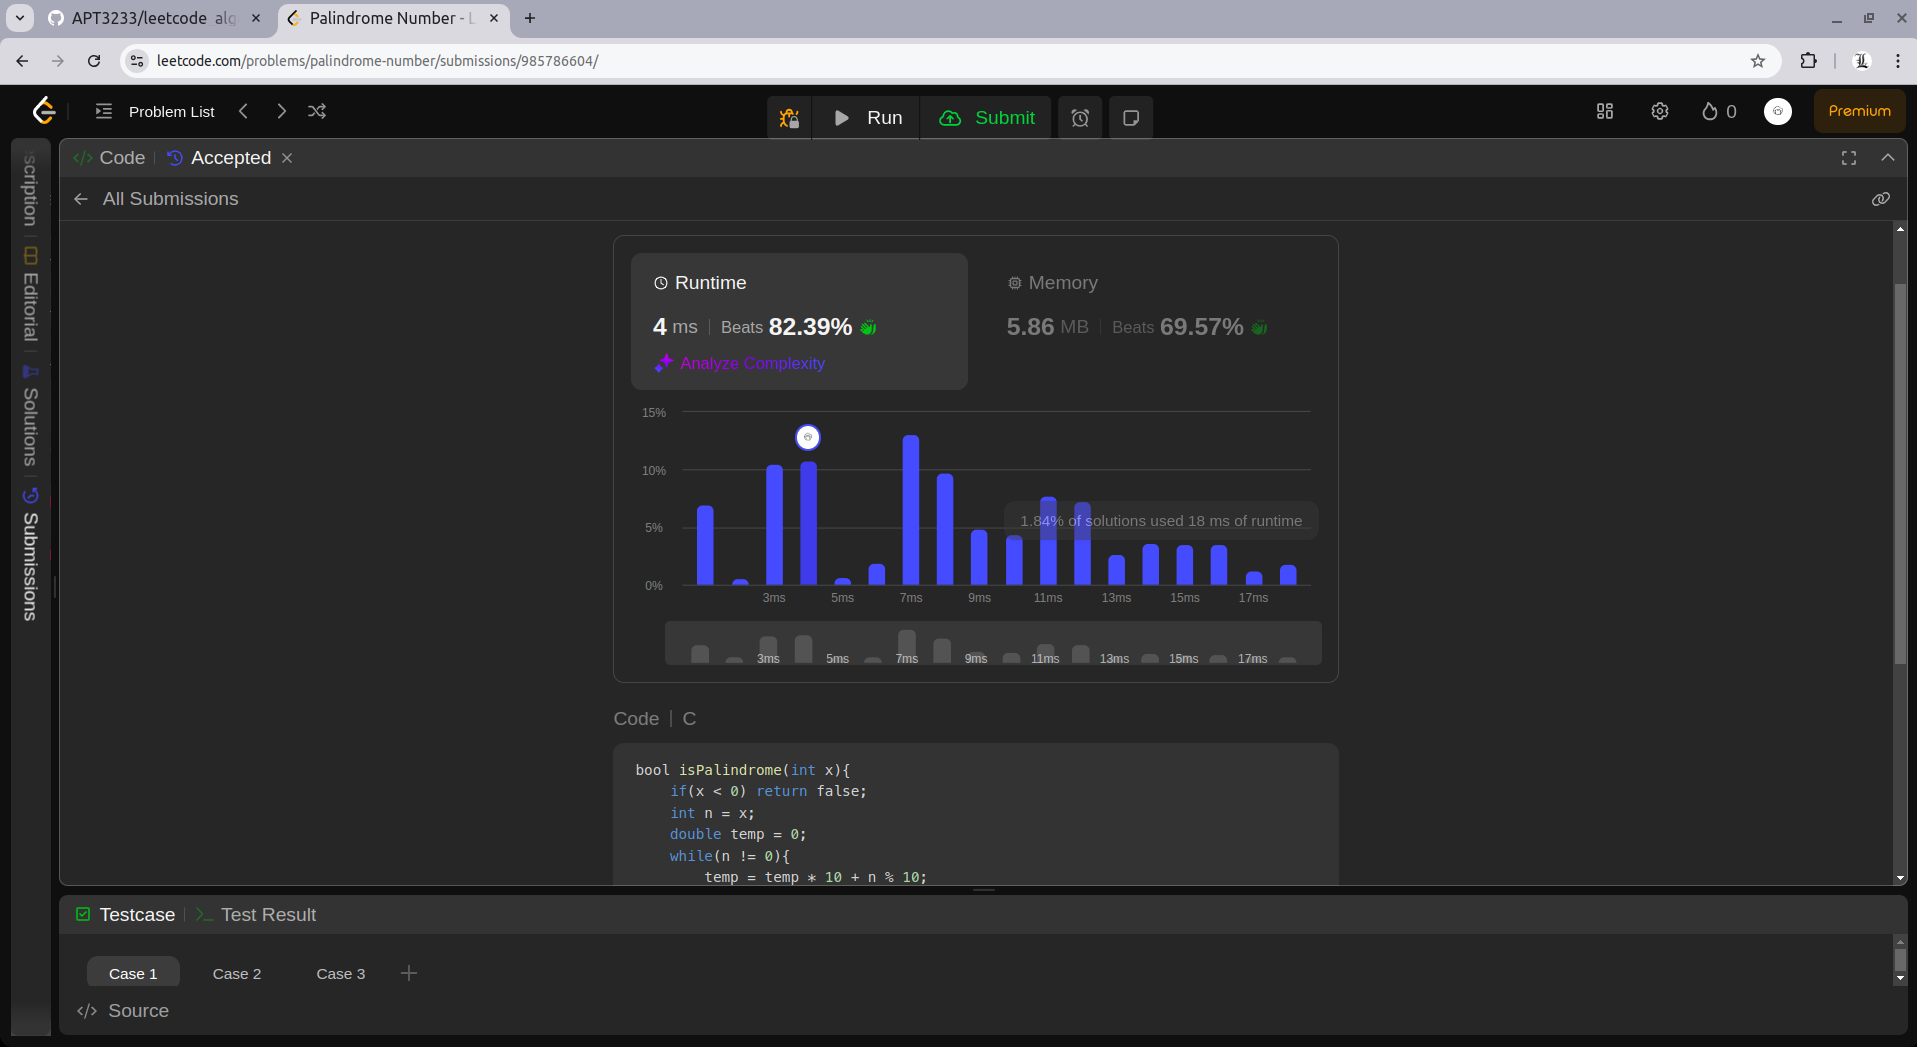 APT3233/leetcode alg
Palindrome Number - L
leetcode.com/problems/palindrome-number/submissions/985786604/
Problem List
Run
Submit
0
Premium
Code
Accepted
All Submissions
scription
Editorial
Solutions
Submissions
Runtime
4 ms
Beats 82.39%
Analyze Complexity
Memory
5.86 MB
Beats 69.57%
15%
10%
5%
0%
1.84% of solutions used 18 ms of runtime
3ms 5ms 7ms 9ms 11ms 13ms 15ms 17ms
3ms 5ms 7ms 9ms 11ms 13ms 15ms 17ms
Code | C
bool isPalindrome(int x){
if(x < 0) return false;
int n = x;
double temp = 0;
while(n != 0){
temp = temp * 10 + n % 10;
Testcase
Test Result
Case 1 Case 2 Case 3
Source